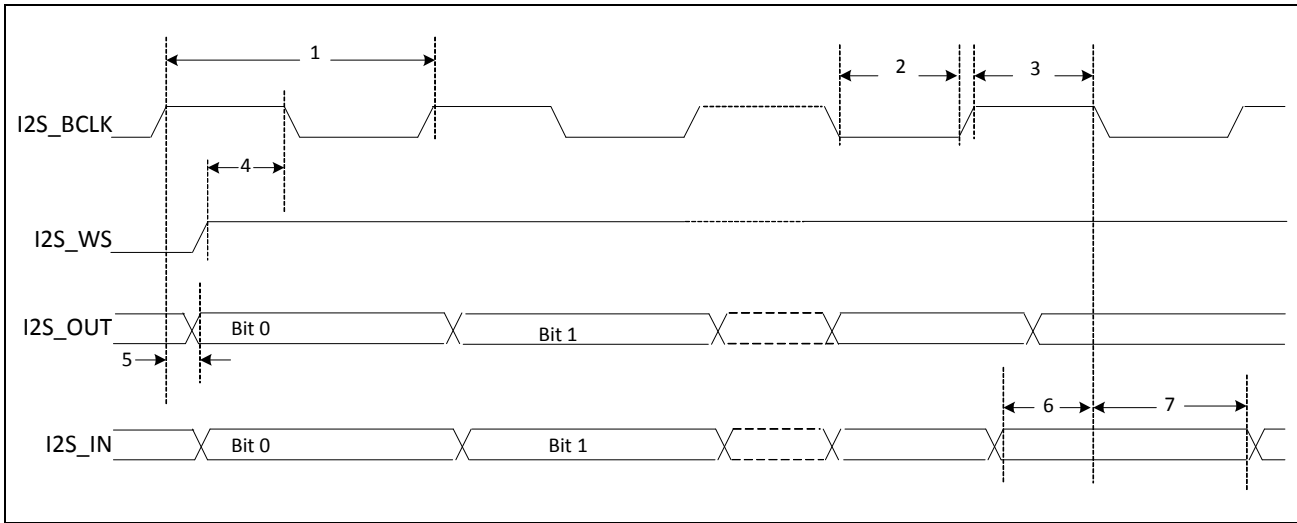 1
2
3
I2S_BCLK
4
I2S_WS
I2S_OUT
Bit 0
Bit 1
5
6
7
I2S_IN
Bit 0
Bit 1